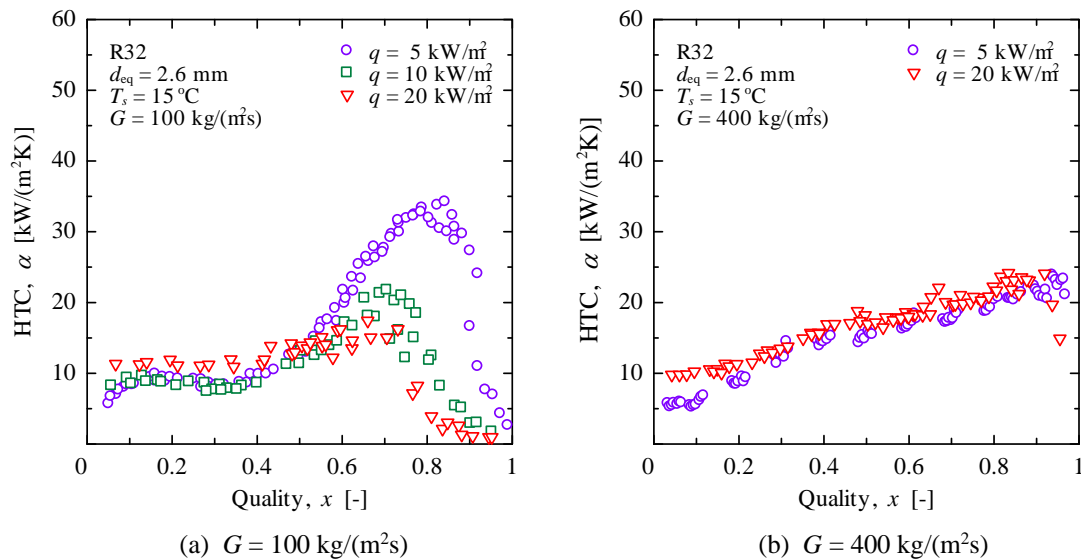 60
50
40
30
20
10
0
0.2
0.4
0.6
0.8
1
HTC, α [kW/(m²K)]
Quality, x [-]
R32
d_eq = 2.6 mm
T_s = 15 ºC
G = 100 kg/(m²s)
q = 5 kW/m²
q = 10 kW/m²
q = 20 kW/m²
(a) G = 100 kg/(m²s)
60
50
40
30
20
10
0
0.2
0.4
0.6
0.8
1
HTC, α [kW/(m²K)]
Quality, x [-]
R32
d_eq = 2.6 mm
T_s = 15 ºC
G = 400 kg/(m²s)
q = 5 kW/m²
q = 20 kW/m²
(b) G = 400 kg/(m²s)